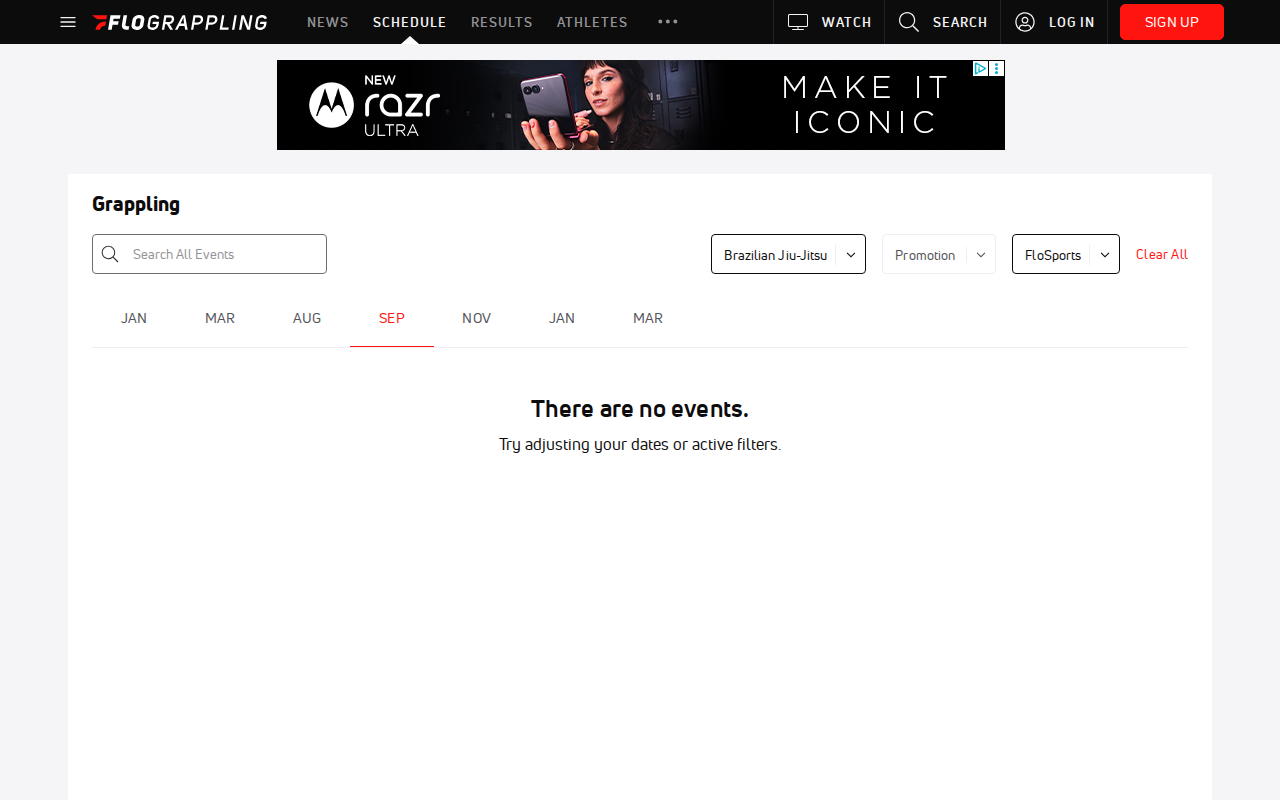 FLOGRAPPLING NEWS SCHEDULE RESULTS ATHLETES WATCH SEARCH LOG IN SIGN UP
NEW
razr
ULTRA
MAKE IT
ICONIC
Grappling
Search All Events Brazilian Jiu-Jitsu Promotion FloSports Clear All
JAN MAR AUG SEP NOV JAN MAR
There are no events.
Try adjusting your dates or active filters.